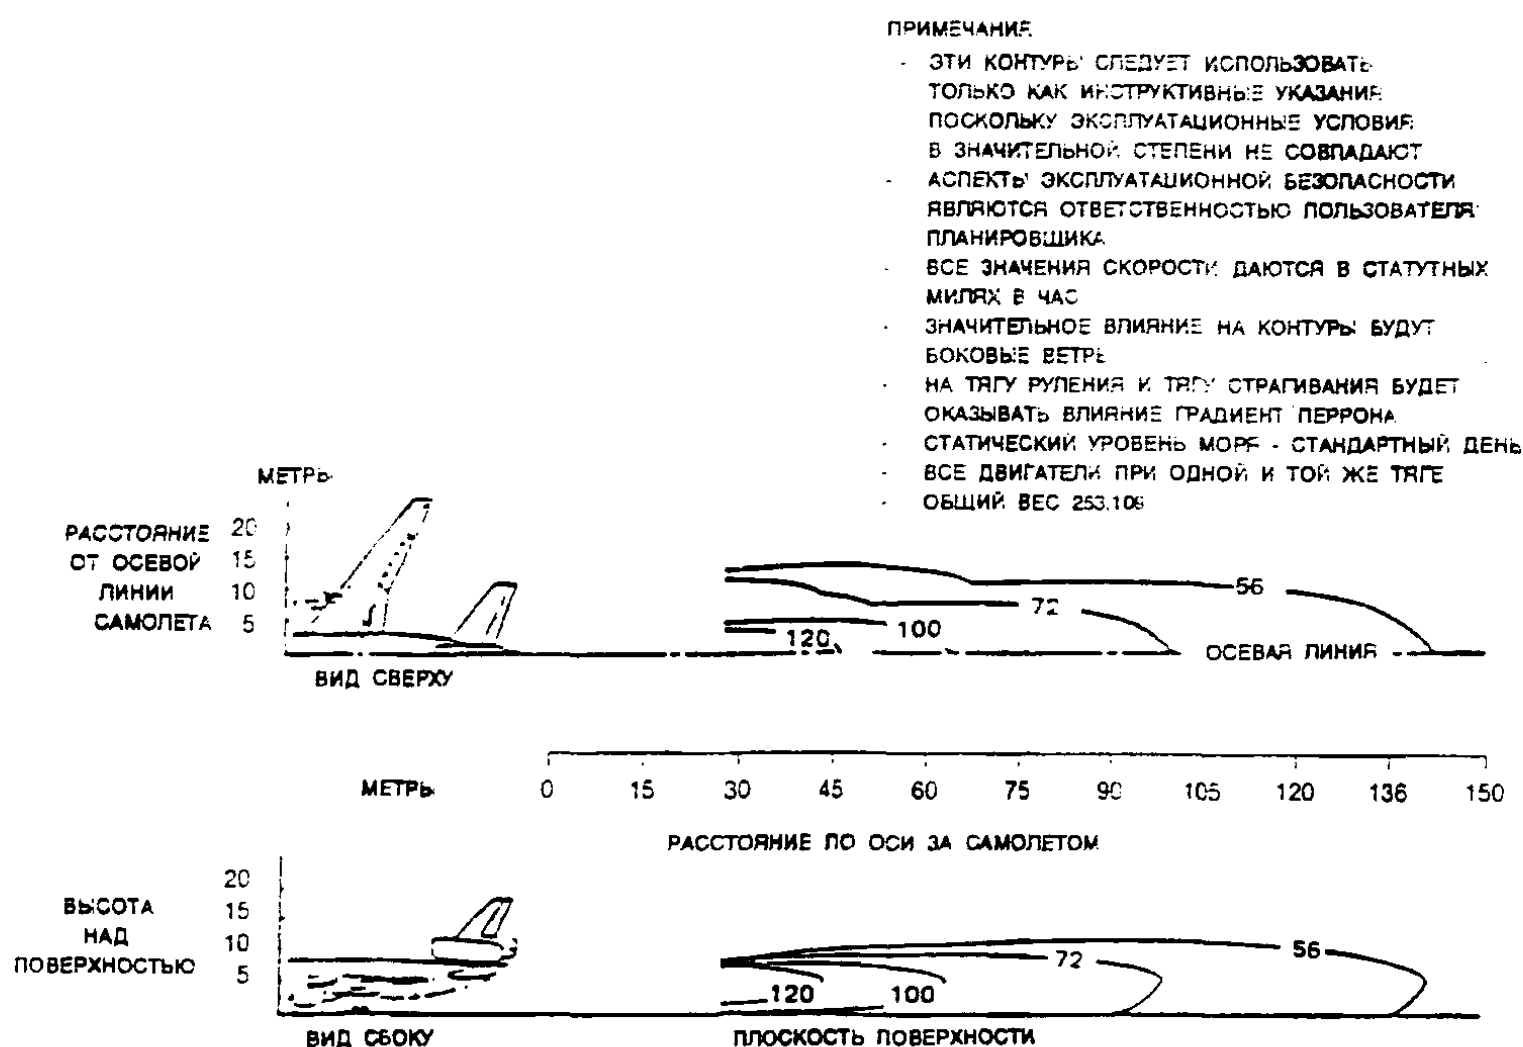 ПРИМЕЧАНИЯ
- ЭТИ КОНТУРЫ СЛЕДУЕТ ИСПОЛЬЗОВАТЬ
ТОЛЬКО КАК ИНСТРУКТИВНЫЕ УКАЗАНИЯ
ПОСКОЛЬКУ ЭКСПЛУАТАЦИОННЫЕ УСЛОВИЯ
В ЗНАЧИТЕЛЬНОЙ СТЕПЕНИ НЕ СОВПАДАЮТ
- АСПЕКТЫ ЭКСПЛУАТАЦИОННОЙ БЕЗОПАСНОСТИ
ЯВЛЯЮТСЯ ОТВЕТСТВЕННОСТЬЮ ПОЛЬЗОВАТЕЛЯ
ПЛАНИРОВЩИКА
- ВСЕ ЗНАЧЕНИЯ СКОРОСТИ ДАЮТСЯ В СТАТУТНЫХ
МИЛЯХ В ЧАС
- ЗНАЧИТЕЛЬНОЕ ВЛИЯНИЕ НА КОНТУРЫ БУДУТ
БОКОВЫЕ ВЕТРЫ
- НА ТЯГУ РУЛЕНИЯ И ТЯГУ СТРАГИВАНИЯ БУДЕТ
ОКАЗЫВАТЬ ВЛИЯНИЕ ГРАДИЕНТ ПЕРРОНА
- СТАТИЧЕСКИЙ УРОВЕНЬ МОРЯ - СТАНДАРТНЫЙ ДЕНЬ
- ВСЕ ДВИГАТЕЛИ ПРИ ОДНОЙ И ТОЙ ЖЕ ТЯГЕ
- ОБЩИЙ ВЕС
МЕТРЫ
РАССТОЯНИЕ
ОТ ОСЕВОЙ
ЛИНИИ
САМОЛЕТА
20
15
10
5
56
72
100
120
ОСЕВАЯ ЛИНИЯ
ВИД СВЕРХУ
МЕТРЫ
0 15 30 45 60 75 90 105 120 136 150
РАССТОЯНИЕ ПО ОСИ ЗА САМОЛЕТОМ
ВЫСОТА
НАД
ПОВЕРХНОСТЬЮ
20
15
10
5
56
72
120
100
ВИД СБОКУ
ПЛОСКОСТЬ ПОВЕРХНОСТИ